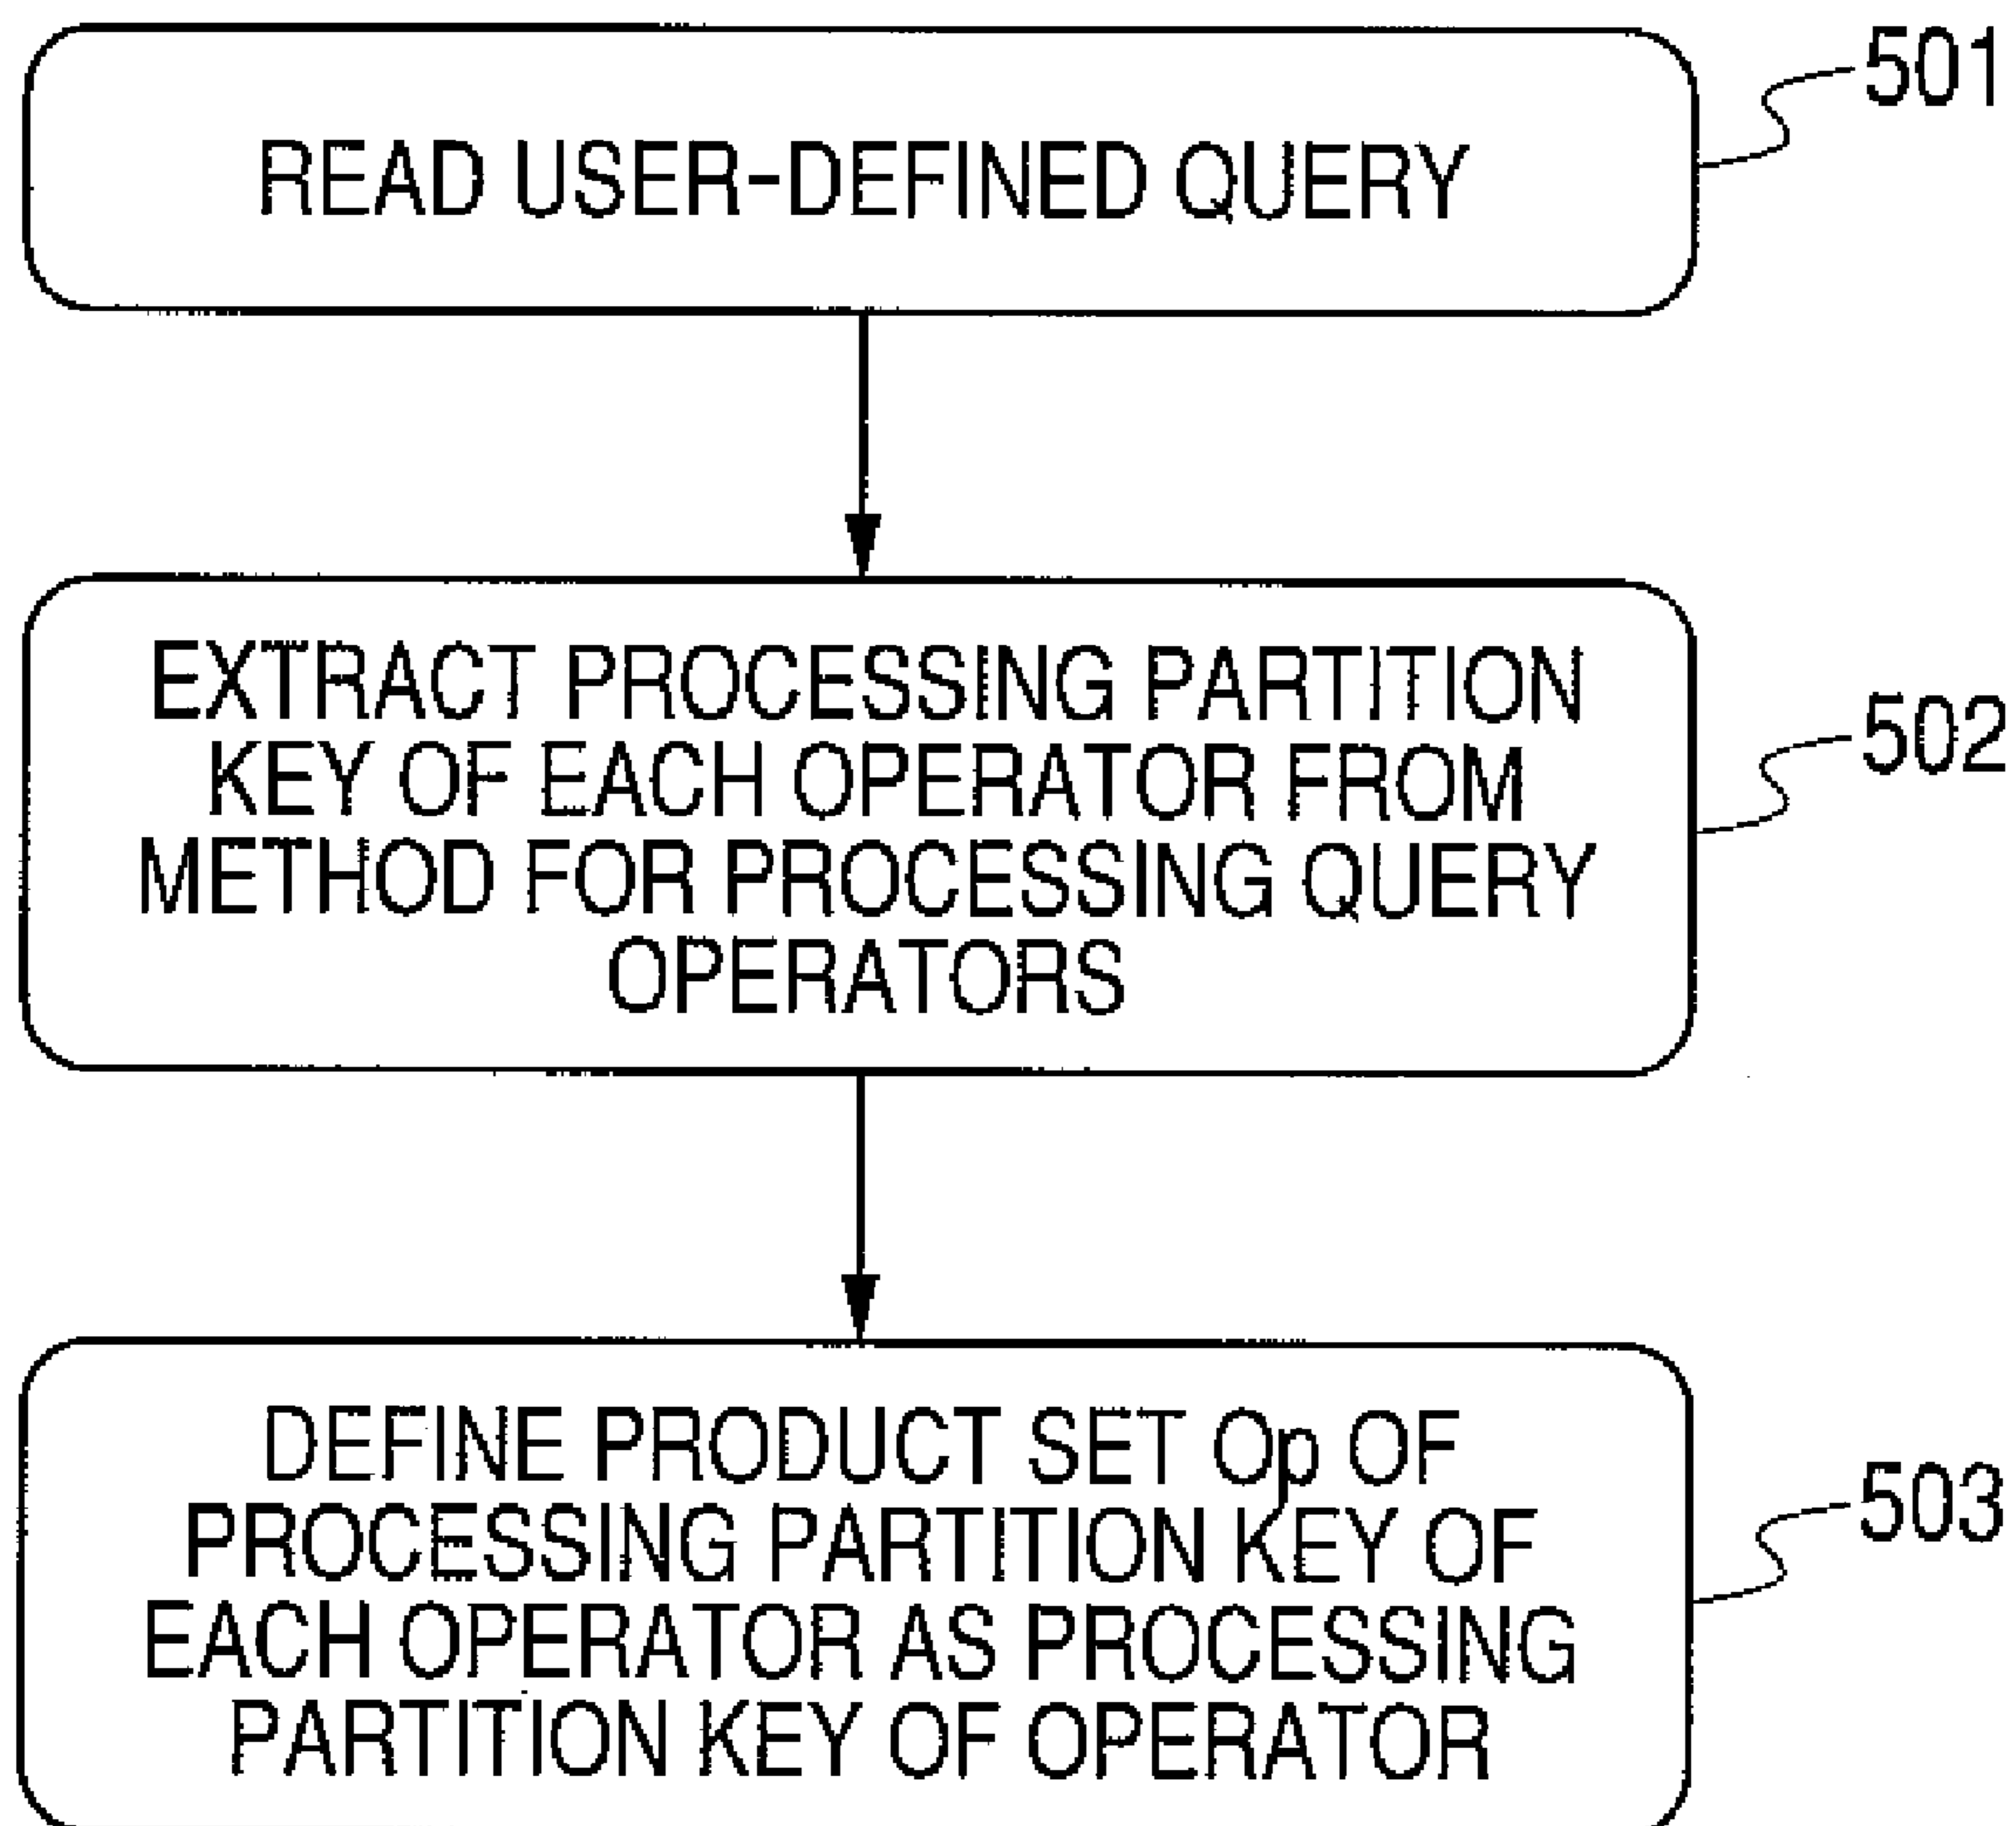 501
READ USER-DEFINED QUERY
EXTRACT PROCESSING PARTITION
KEY OF EACH OPERATOR FROM
METHOD FOR PROCESSING QUERY
OPERATORS
502
DEFINE PRODUCT SET Op OF
PROCESSING PARTITION KEY OF
EACH OPERATOR AS PROCESSING
PARTITION KEY OF OPERATOR
503